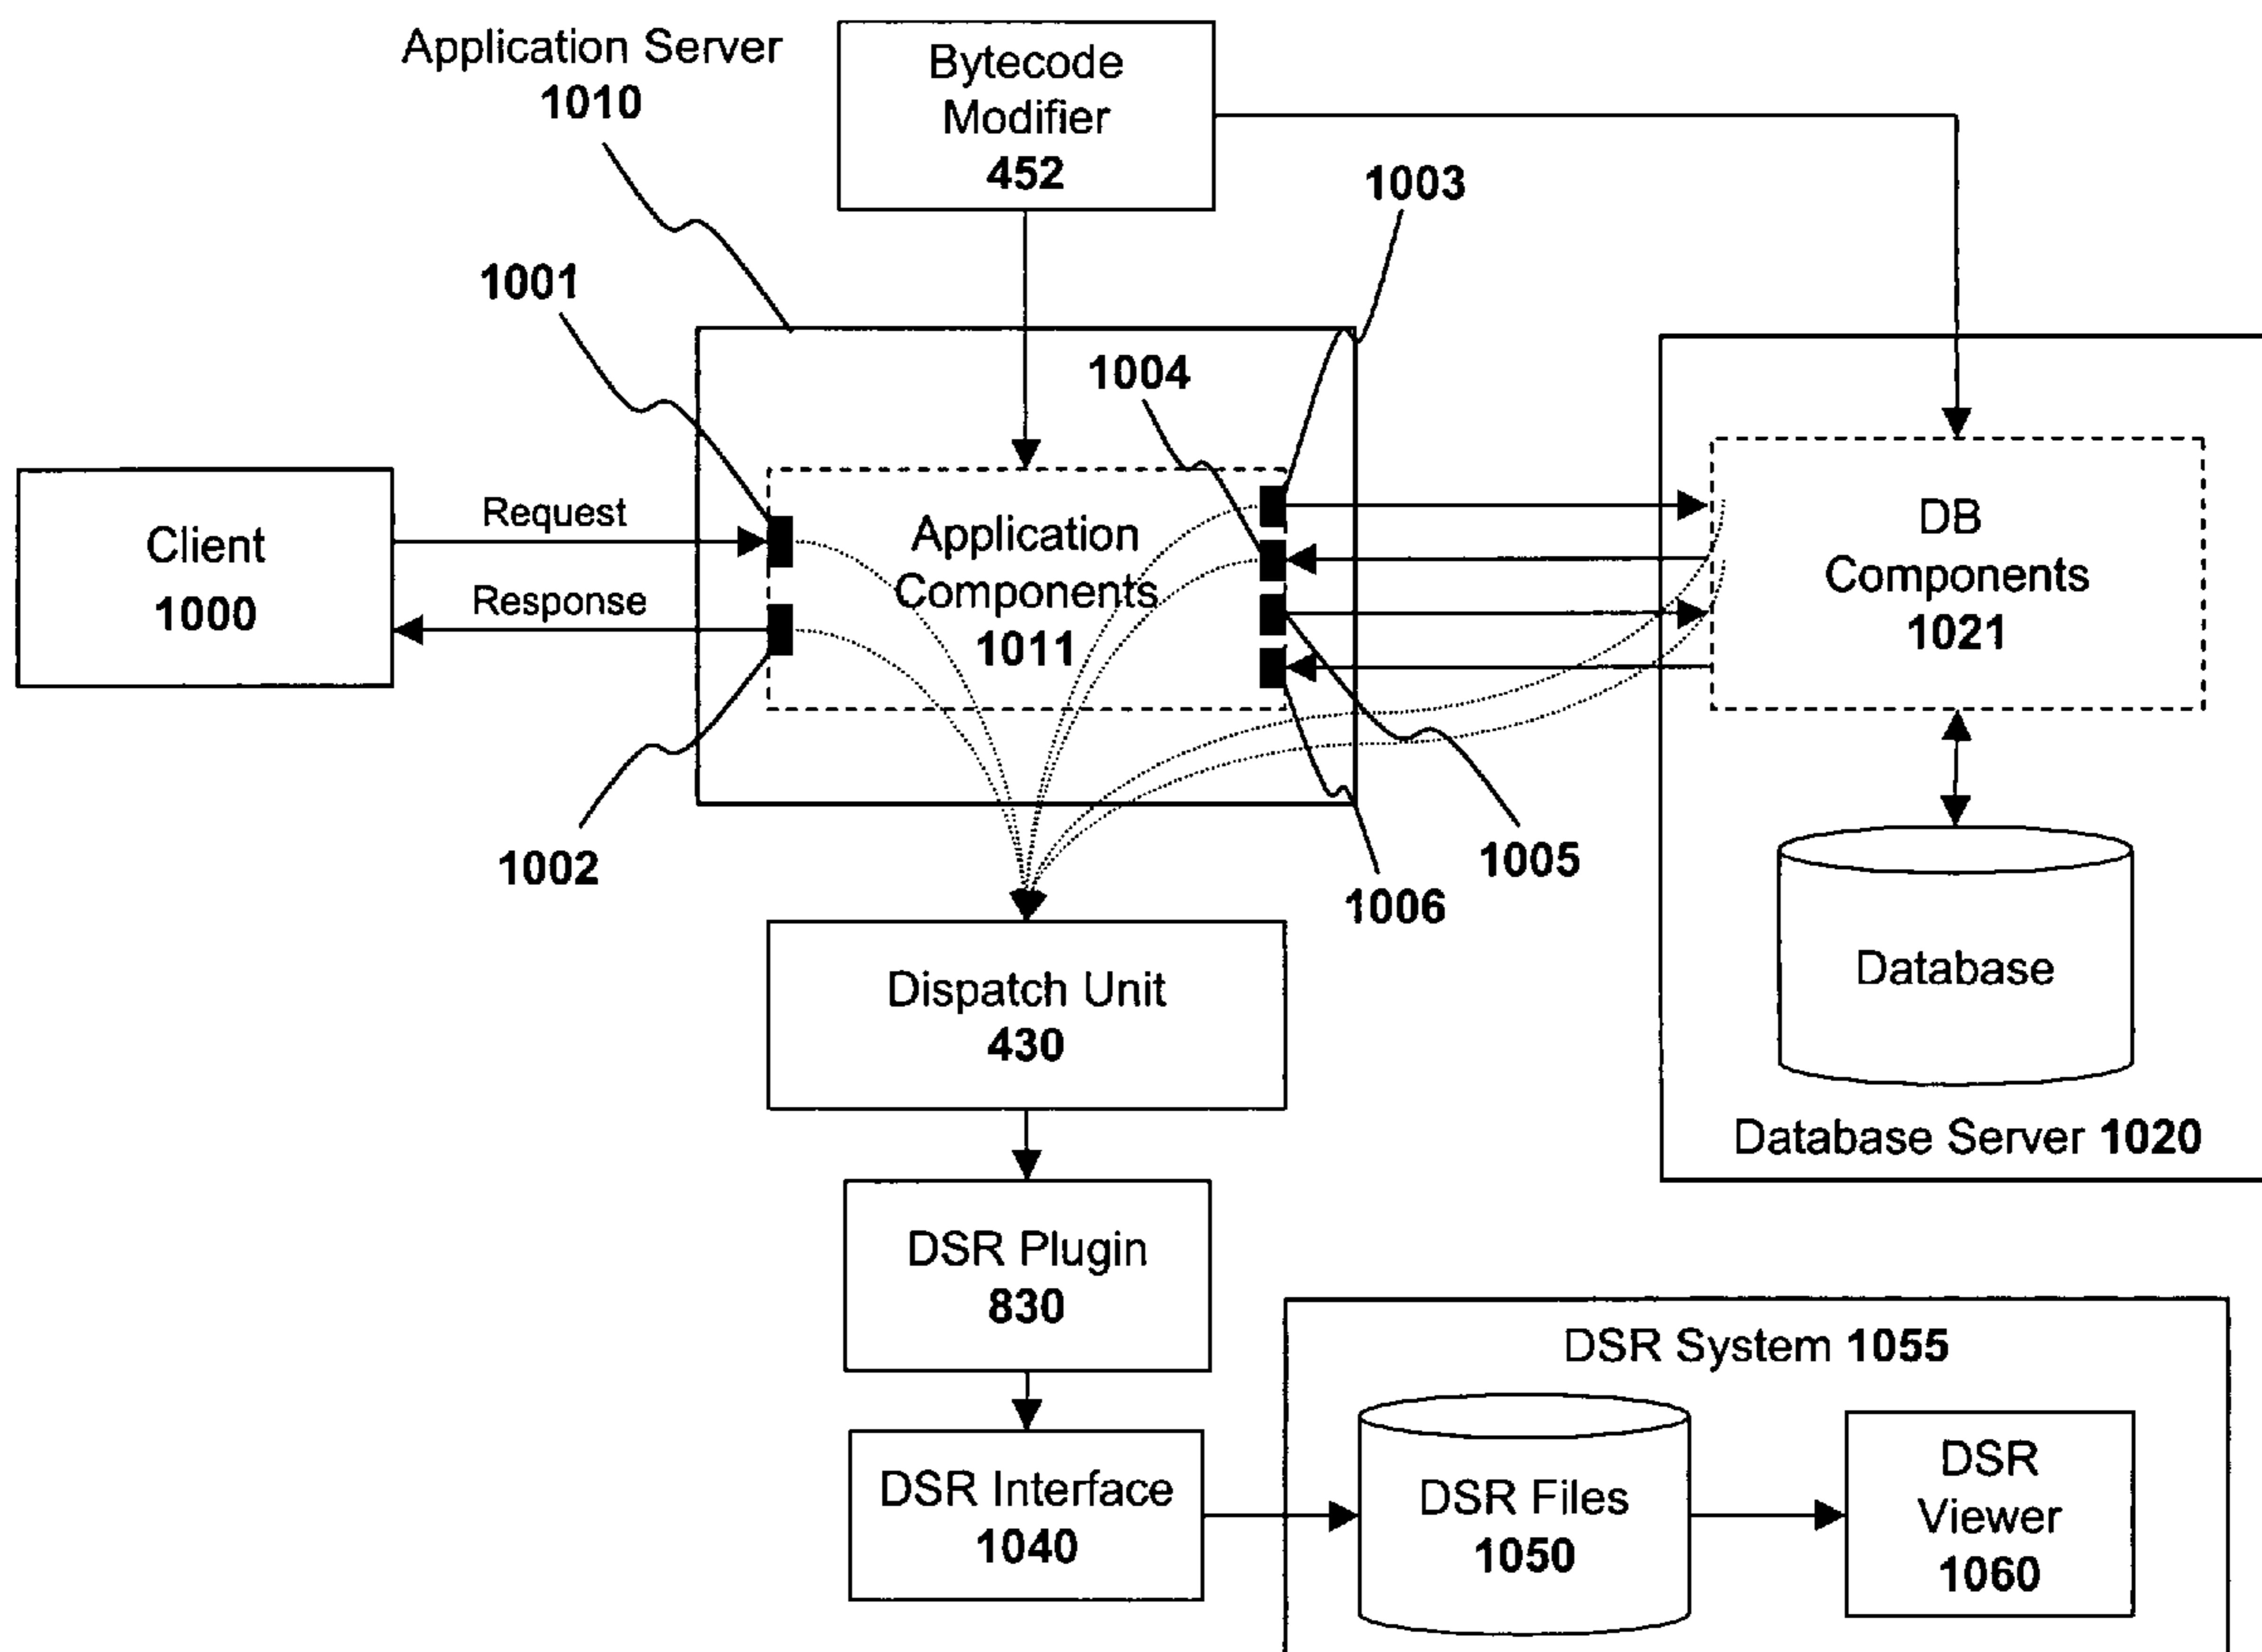 Application Server
1010
Bytecode
Modifier
452
1003
1001
1004
Client
1000
Request
Response
Application
Components
1011
DB
Components
1021
1002
1005
1006
Database
Database Server 1020
Dispatch Unit
430
DSR Plugin
830
DSR System 1055
DSR Interface
1040
DSR Files
1050
DSR
Viewer
1060